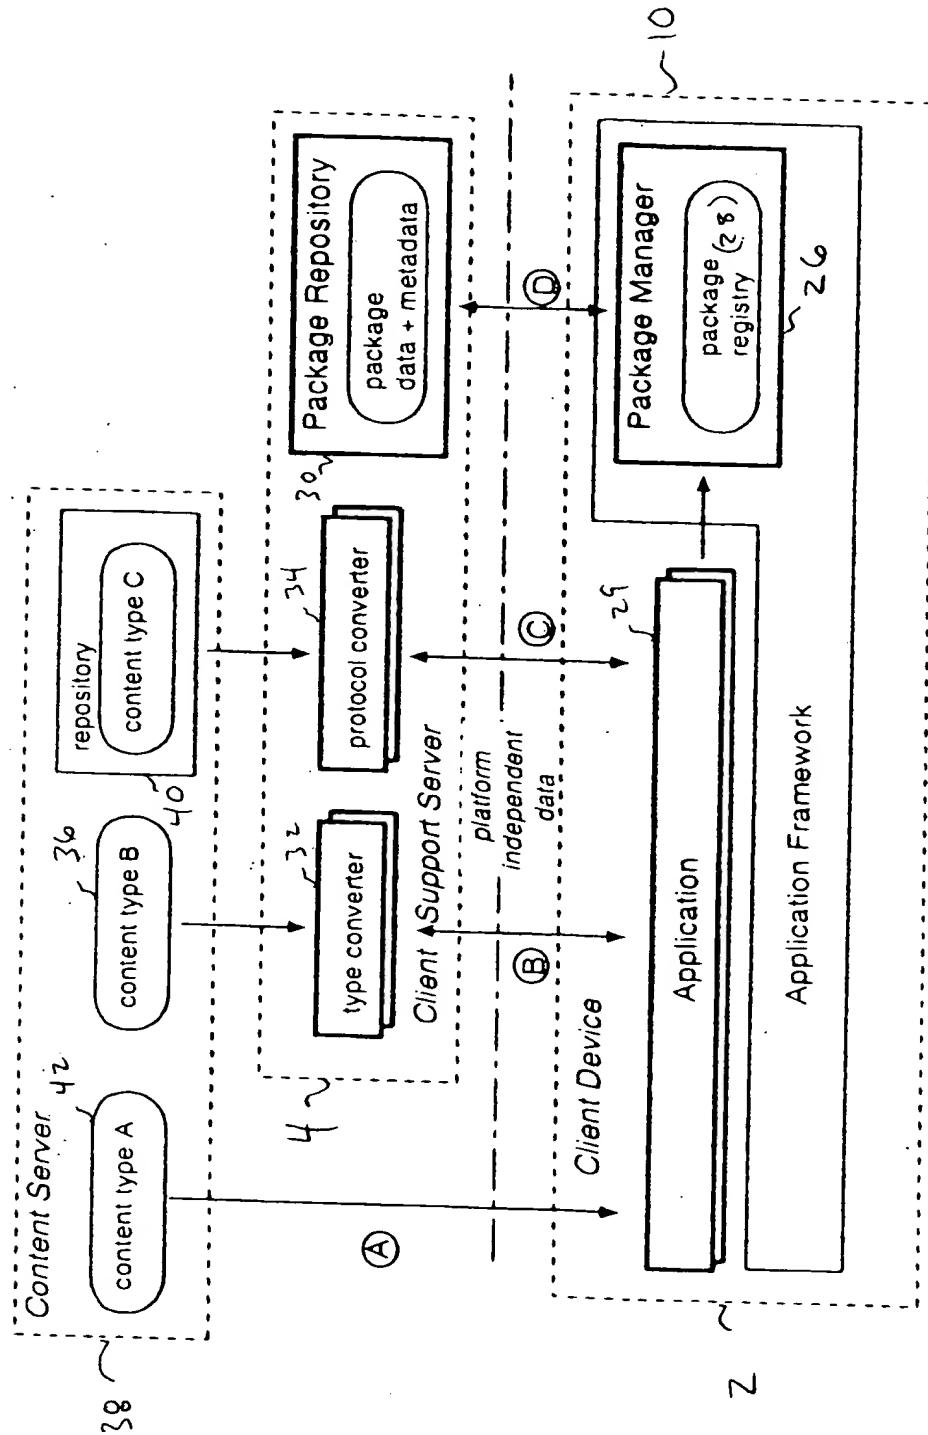 Content Server
38
content type A
42
content type B
36
repository
content type C
40
4
type converter
32
protocol converter
34
Client Support Server
Package Repository
package
data + metadata
30
A
B
C
D
platform
independent
data
Client Device
2
10
Application
29
Application Framework
Package Manager
package
registry (28)
26